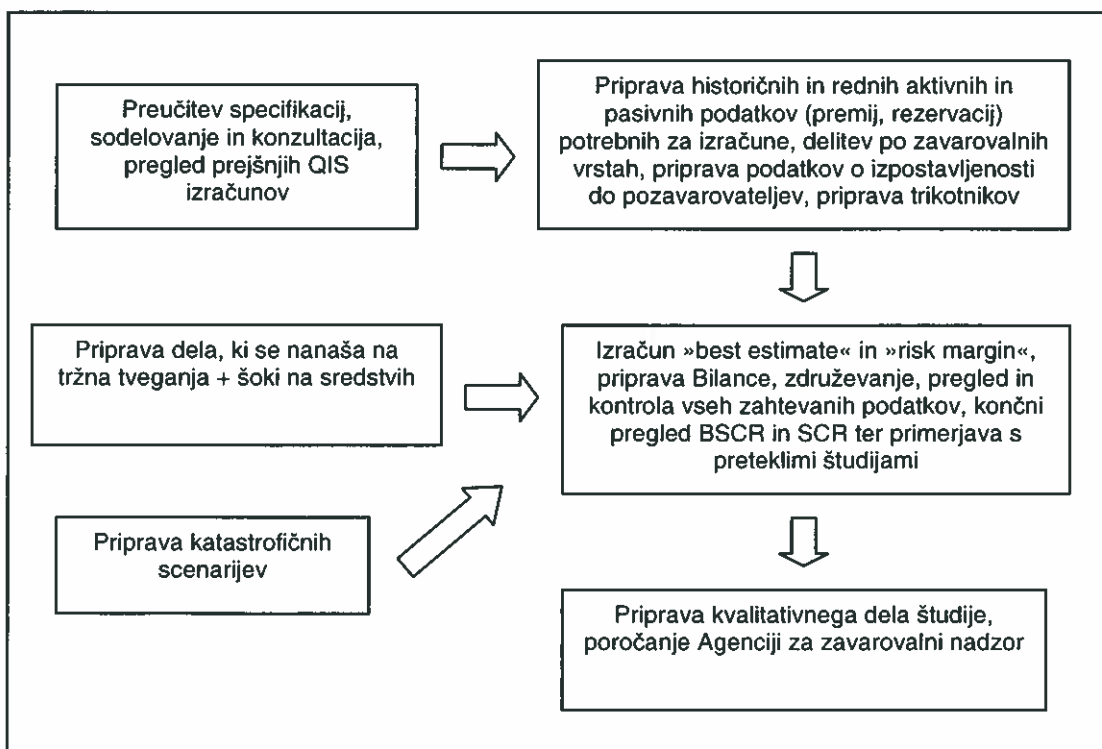 Preučitev specifikacij,
sodelovanje in konzultacija,
pregled prejšnjih QIS
izračunov
Priprava historičnih in rednih aktivnih in
pasivnih podatkov (premij, rezervacij)
potrebnih za izračune, delitev po zavarovalnih
vrstah, priprava podatkov o izpostavljenosti
do pozavarovateljev, priprava trikotnikov
Priprava dela, ki se nanaša na
tržna tveganja + šoki na sredstvih
Izračun »best estimate« in »risk margin«,
priprava Bilance, združevanje, pregled in
kontrola vseh zahtevanih podatkov, končni
pregled BSCR in SCR ter primerjava s
preteklimi študijami
Priprava katastrofičnih
scenarijev
Priprava kvalitativnega dela študije,
poročanje Agenciji za zavarovalni nadzor